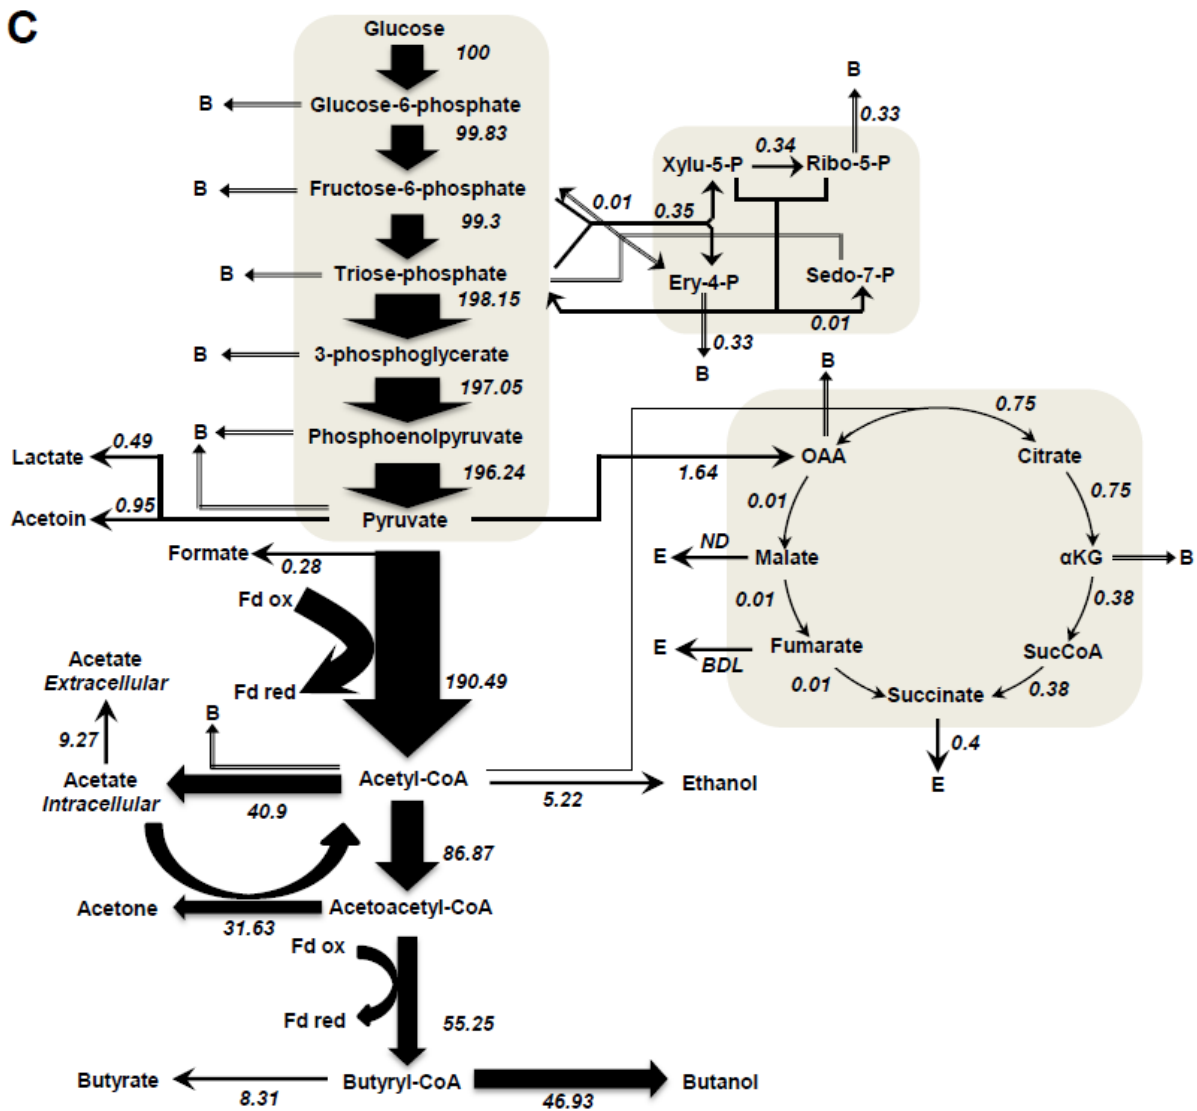 C
Glucose
100
B
Glucose-6-phosphate
99.83
B
Fructose-6-phosphate
99.3
B
Triose-phosphate
198.15
B
3-phosphoglycerate
197.05
B
Phosphoenolpyruvate
196.24
Pyruvate
B
0.33
Xylu-5-P
0.34
Ribo-5-P
0.01
0.35
Ery-4-P
Sedo-7-P
0.01
0.33
B
Lactate
0.49
Acetoin
0.95
1.64
B
OAA
0.75
Citrate
0.01
0.75
E
ND
Malate
αKG
B
0.01
0.38
E
BDL
Fumarate
SucCoA
0.01
0.38
Succinate
0.4
E
Formate
0.28
Fd ox
Fd red
190.49
Acetate
Extracellular
9.27
B
Acetate
Intracellular
40.9
Acetyl-CoA
5.22
Ethanol
86.87
Acetone
31.63
Acetoacetyl-CoA
Fd ox
Fd red
55.25
Butyrate
8.31
Butyryl-CoA
46.93
Butanol